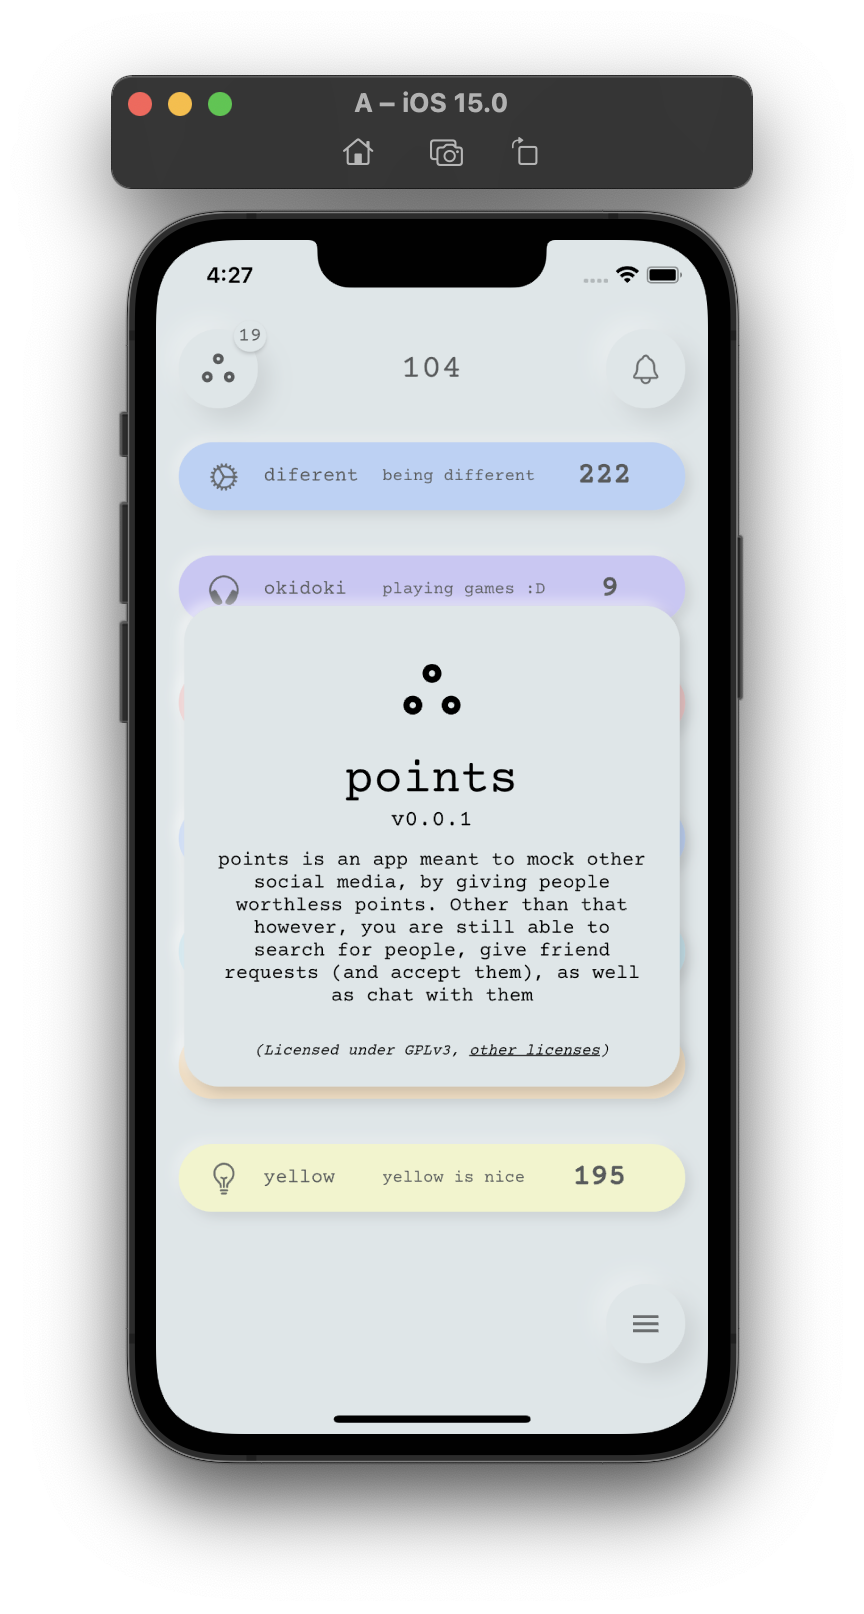 A – iOS 15.0
4:27
19
104
diferent being different 222
okidoki playing games :D 9
points
v0.0.1
points is an app meant to mock other
social media, by giving people
worthless points. Other than that
however, you are still able to
search for people, give friend
requests (and accept them), as well
as chat with them
(Licensed under GPLv3, other licenses)
yellow yellow is nice 195